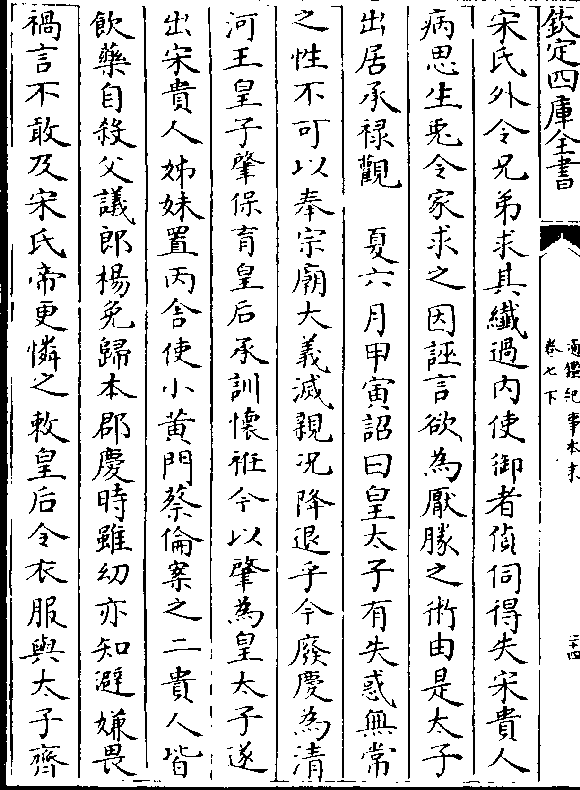 欽定四庫全書
通鑑紀事本末
卷七下
二十四
宋氏外令兄弟求其纖過内使御者偵伺得失宋貴人
病思生兎令家求之因誣言欲為厭勝之術由是太子
出居承禄觀　夏六月甲寅詔曰皇太子有失惑無常
之性不可以奉宗廟大義滅親况降退乎今廢慶為清
河王皇子肇保育皇后承訓懷袵今以肇為皇太子遂
出宋貴人姊妹置丙舍使小黄門蔡倫案之二貴人皆
飲藥自殺父議郎楊免歸本郡慶時雖幼亦知避嫌畏
禍言不敢及宋氏帝更憐之敕皇后令衣服與太子齊